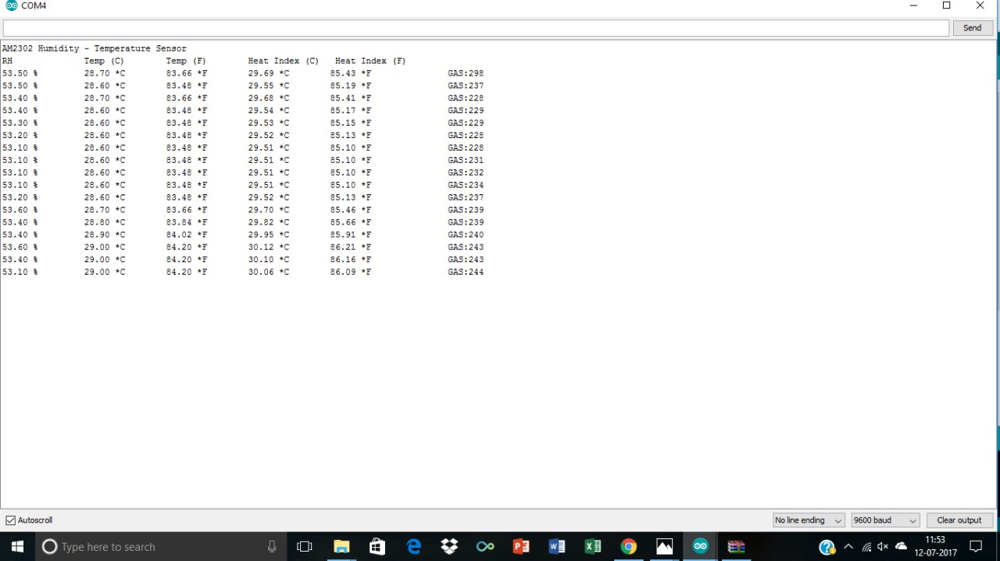 COM4
Send
AM2302 Humidity - Temperature Sensor
RH Temp (C) Temp (F) Heat Index (C) Heat Index (F)
53.50 % 28.70 *C 83.66 *F 29.69 *C 85.43 *F GAS:298
53.50 % 28.60 *C 83.48 *F 29.55 *C 85.19 *F GAS:237
53.40 % 28.70 *C 83.66 *F 29.68 *C 85.41 *F GAS:228
53.40 % 28.60 *C 83.48 *F 29.54 *C 85.17 *F GAS:229
53.30 % 28.60 *C 83.48 *F 29.53 *C 85.15 *F GAS:229
53.20 % 28.60 *C 83.48 *F 29.52 *C 85.13 *F GAS:228
53.10 % 28.60 *C 83.48 *F 29.51 *C 85.10 *F GAS:228
53.10 % 28.60 *C 83.48 *F 29.51 *C 85.10 *F GAS:231
53.10 % 28.60 *C 83.48 *F 29.51 *C 85.10 *F GAS:232
53.10 % 28.60 *C 83.48 *F 29.51 *C 85.10 *F GAS:234
53.20 % 28.60 *C 83.48 *F 29.52 *C 85.13 *F GAS:237
53.60 % 28.70 *C 83.66 *F 29.70 *C 85.46 *F GAS:239
53.40 % 28.80 *C 83.84 *F 29.82 *C 85.66 *F GAS:239
53.40 % 28.90 *C 84.02 *F 29.95 *C 85.91 *F GAS:240
53.60 % 29.00 *C 84.20 *F 30.12 *C 86.21 *F GAS:243
53.40 % 29.00 *C 84.20 *F 30.10 *C 86.16 *F GAS:243
53.10 % 29.00 *C 84.20 *F 30.06 *C 86.09 *F GAS:244
Autoscroll No line ending 9600 baud Clear output
Type here to search
11:53
12-07-2017